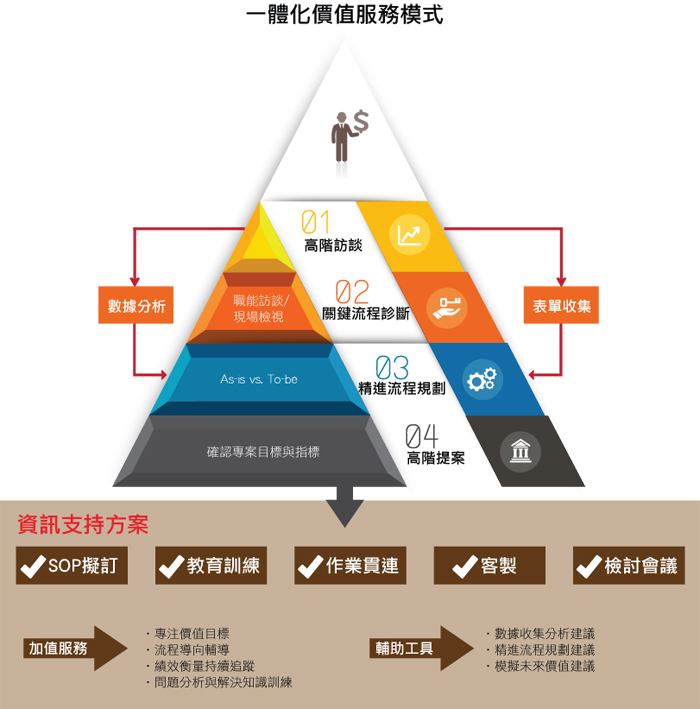 一體化價值服務模式
$
01
高階訪談
02
關鍵流程診斷
職能訪談/
現場檢視
數據分析
表單收集
03
精進流程規劃
As-is vs. To-be
04
高階提案
確認專案目標與指標
資訊支持方案
SOP擬訂
教育訓練
作業貫連
客製
檢討會議
加值服務
・專注價值目標
・流程導向輔導
・績效衡量持續追蹤
・問題分析與解決知識訓練
輔助工具
・數據收集分析建議
・精進流程規劃建議
・模擬未來價值建議